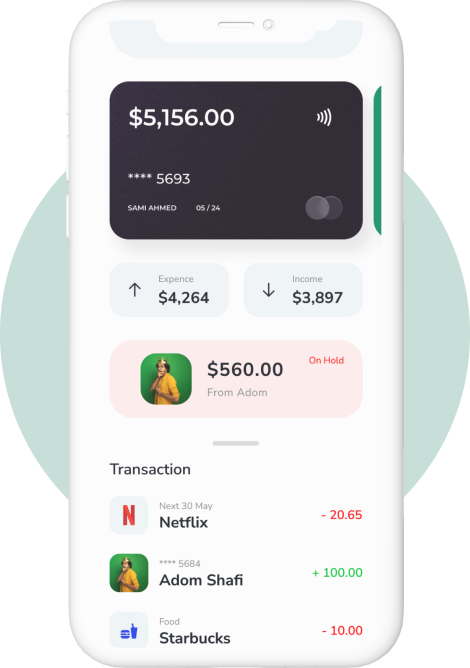 $5,156.00
**** 5693
SAMI AHMED 05 / 24
Expence
$4,264
Income
$3,897
On Hold
$560.00
From Adom
Transaction
N
Next 30 May
Netflix
- 20.65
**** 5684
Adom Shafi
+ 100.00
Food
Starbucks
- 10.00